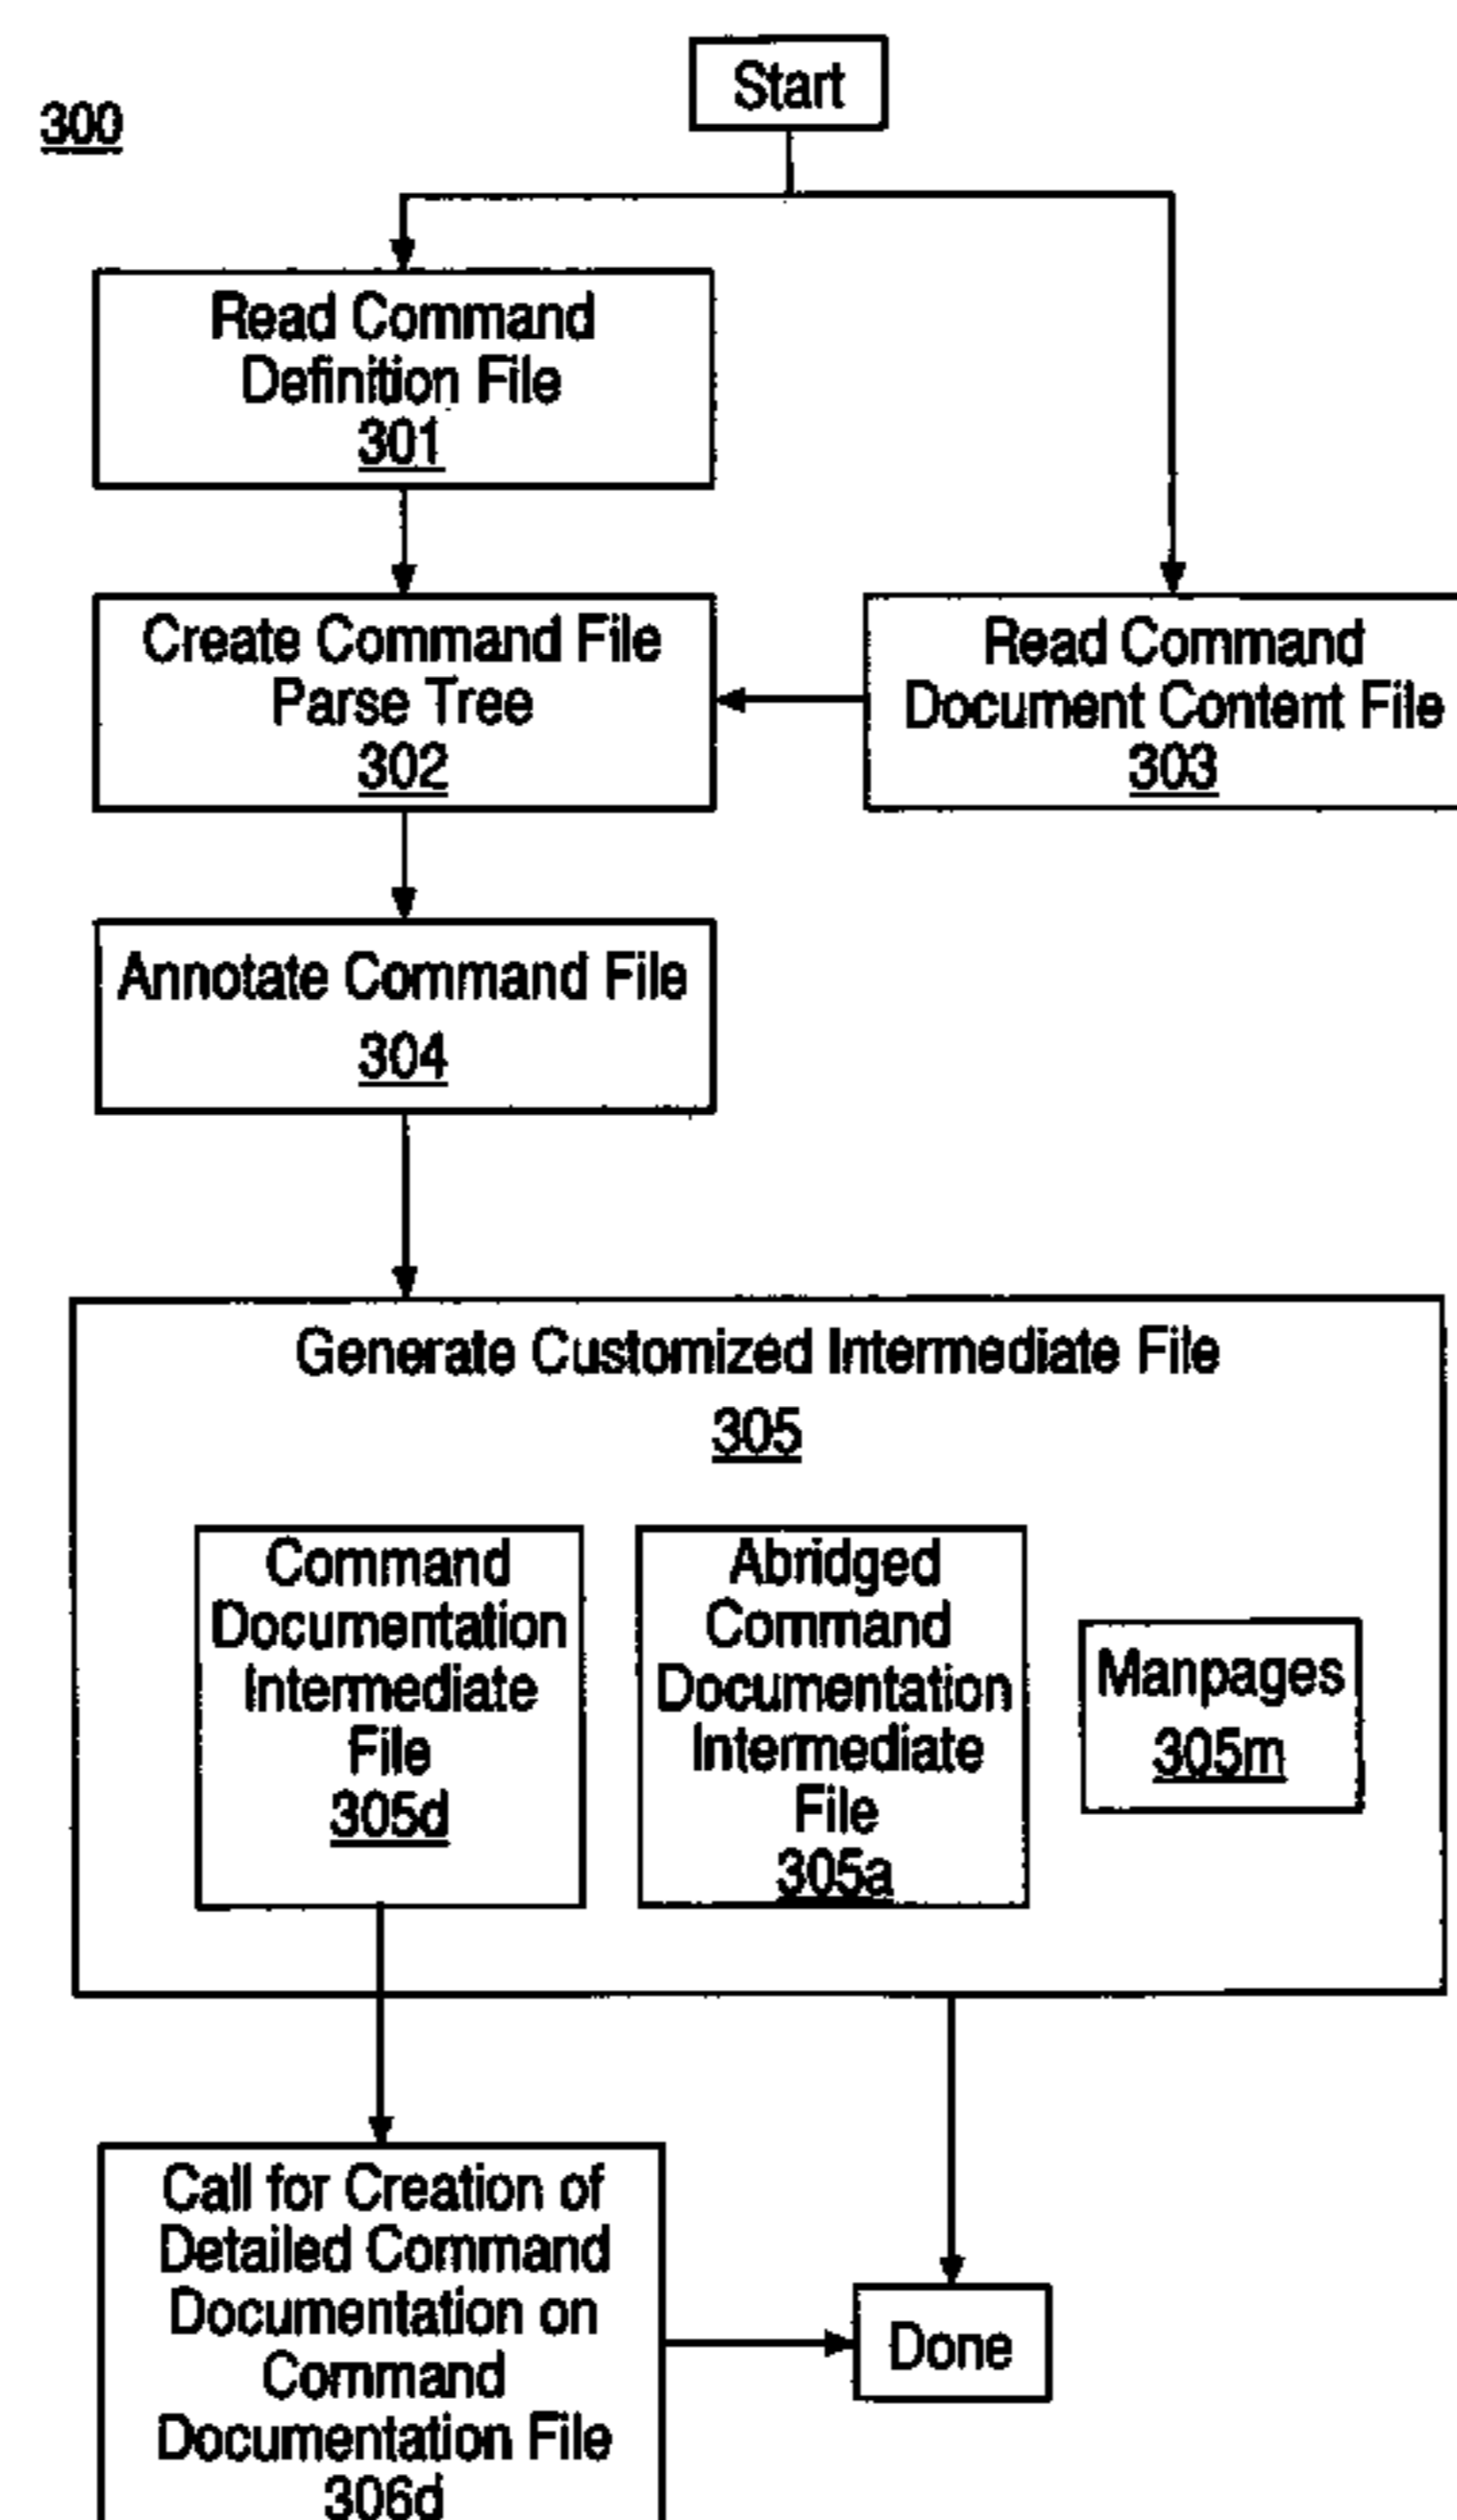 Start
300
Read Command
Definition File
301
Create Command File
Parse Tree
302
Read Command
Document Content File
303
Annotate Command File
304
Generate Customized Intermediate File
305
Command
Documentation
Intermediate
File
305d
Abridged
Command
Documentation
Intermediate
File
305a
Manpages
305m
Call for Creation of
Detailed Command
Documentation on
Command
Documentation File
306d
Done